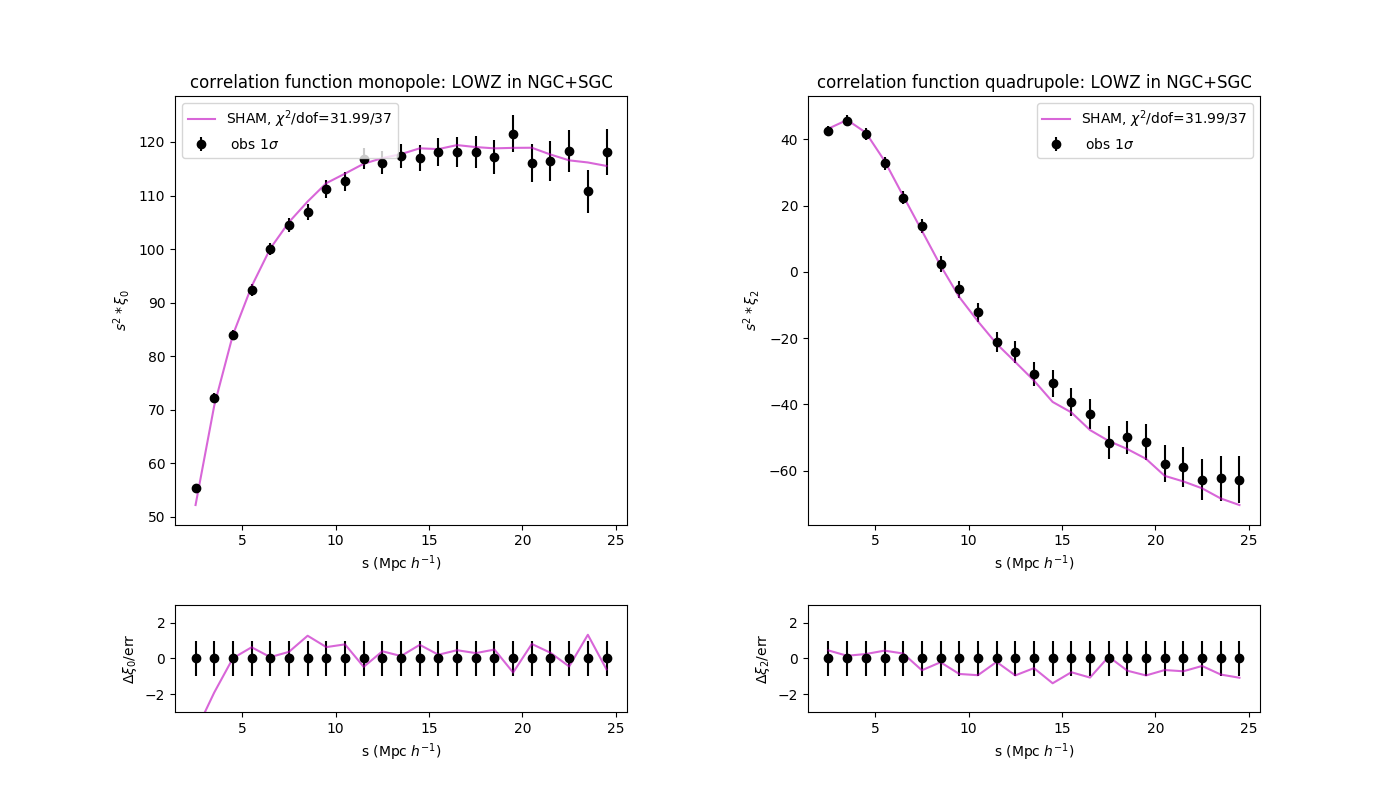 correlation function monopole: LOWZ in NGC+SGC
SHAM, χ²/dof=31.99/37
obs 1σ
120
110
100
90
80
70
60
50
s² * ξ₀
5 10 15 20 25
s (Mpc h⁻¹)
2
0
−2
Δξ₀/err
5 10 15 20 25
s (Mpc h⁻¹)
correlation function quadrupole: LOWZ in NGC+SGC
SHAM, χ²/dof=31.99/37
obs 1σ
40
20
0
−20
−40
−60
s² * ξ₂
5 10 15 20 25
s (Mpc h⁻¹)
2
0
−2
Δξ₂/err
5 10 15 20 25
s (Mpc h⁻¹)